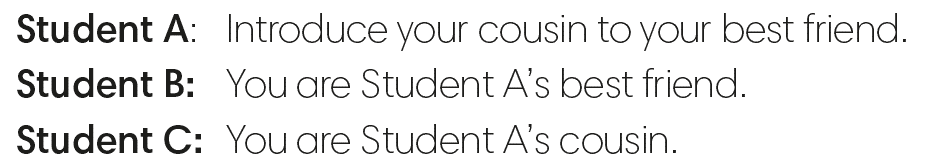 Student A: Introduce your cousin to your best friend.
Student B: You are Student A’s best friend.
Student C: You are Student A’s cousin.